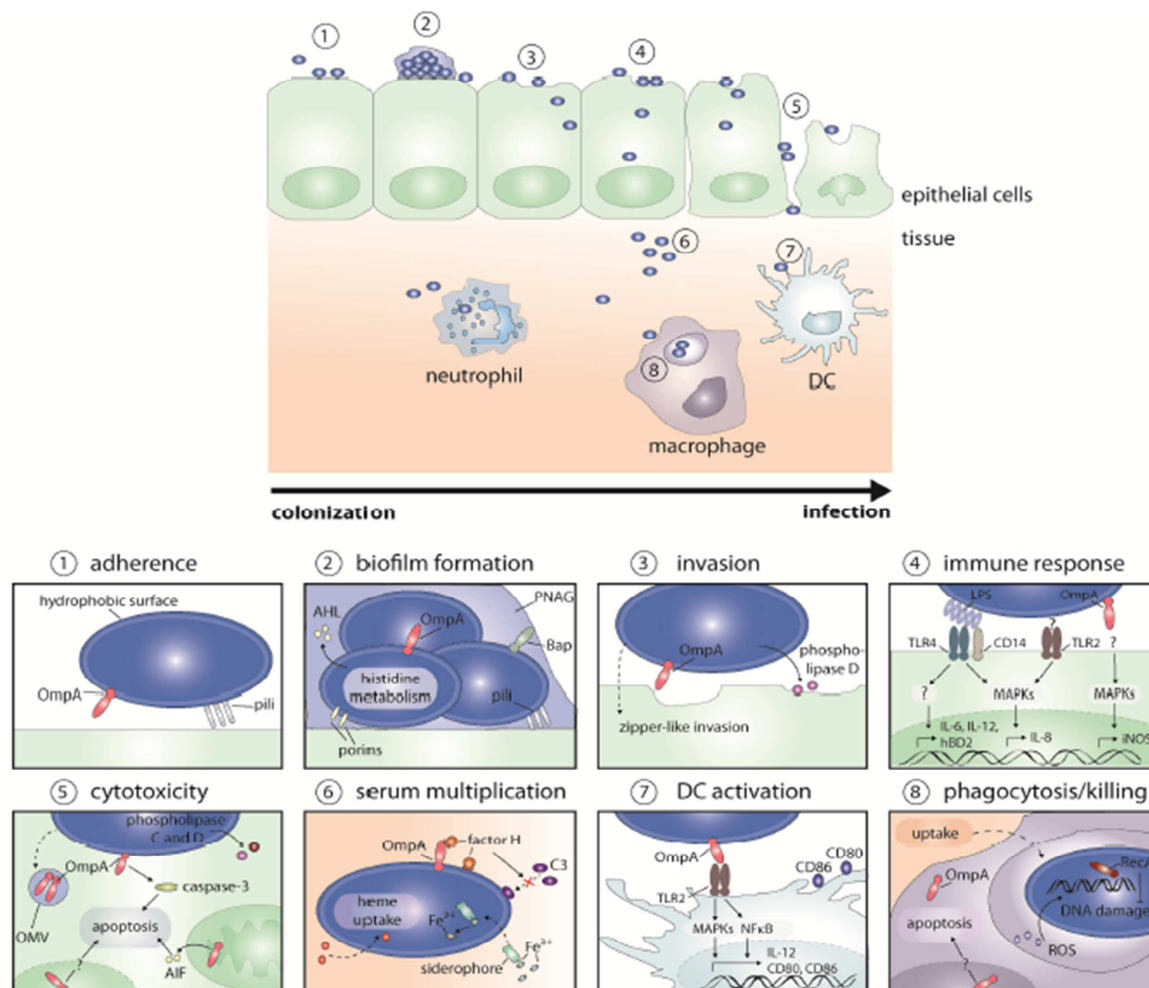 1
2
3
4
5
epithelial cells
tissue
6
7
neutrophil
8
DC
macrophage
colonization
infection
1 adherence
hydrophobic surface
OmpA
pili
2 biofilm formation
AHL
PNAG
OmpA
Bap
histidine
metabolism
pili
porins
3 invasion
OmpA
phospho-
lipase D
zipper-like invasion
4 immune response
LPS
OmpA
?
TLR4
CD14
TLR2
?
?
MAPKs
MAPKs
IL-6, IL-12,
hBD2
IL-8
iNOS
5 cytotoxicity
phospholipase
C and D
OmpA
caspase-3
OMV
apoptosis
?
AIF
6 serum multiplication
OmpA
factor H
C3
heme
uptake
Fe2+
Fe3+
siderophore
7 DC activation
OmpA
CD80
CD86
TLR2
MAPKs
NFκB
IL-12
CD80, CD86
8 phagocytosis/killing
uptake
RecA
OmpA
DNA damage
apoptosis
ROS
?